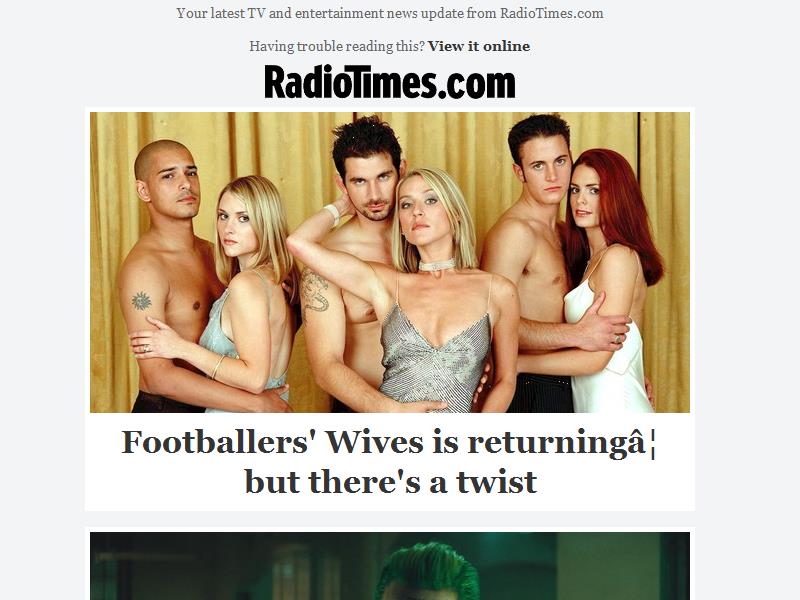 Your latest TV and entertainment news update from RadioTimes.com
Having trouble reading this? View it online
RadioTimes.com
Footballers' Wives is returningâ¦
but there's a twist